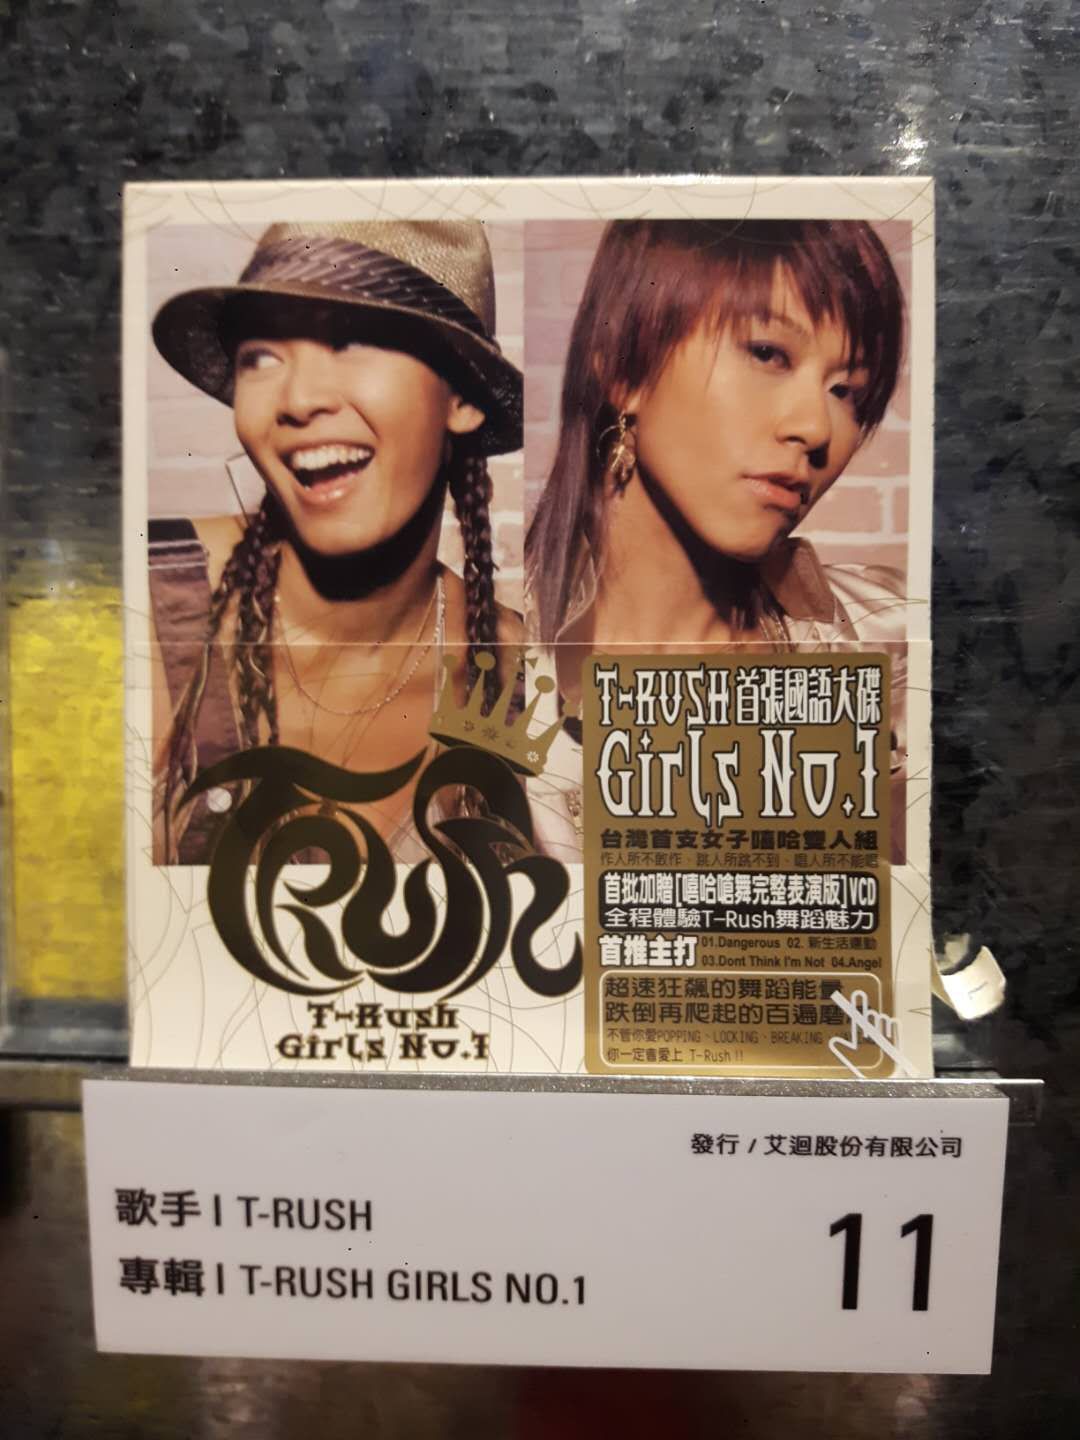 T-RUSH 首張國語大碟
Girls No.1
台灣首支女子嘻哈雙人組
作人所不敢作、跳人所跳不到、唱人所不能唱
首批加贈[嘻哈嗆舞完整表演版]VCD
全程體驗T-Rush舞蹈魅力
首推主打 01.Dangerous 02. 新生活運動
03.Dont Think I'm Not 04.Angel
超速狂飆的舞蹈能量
跌倒再爬起的百遍磨
不管你愛POPPING、LOCKING、BREAKING
你一定會愛上 T-Rush!!
TRush
T-Rush
Girls No.1
發行 / 艾迴股份有限公司
歌手 | T-RUSH
專輯 | T-RUSH GIRLS NO.1
11